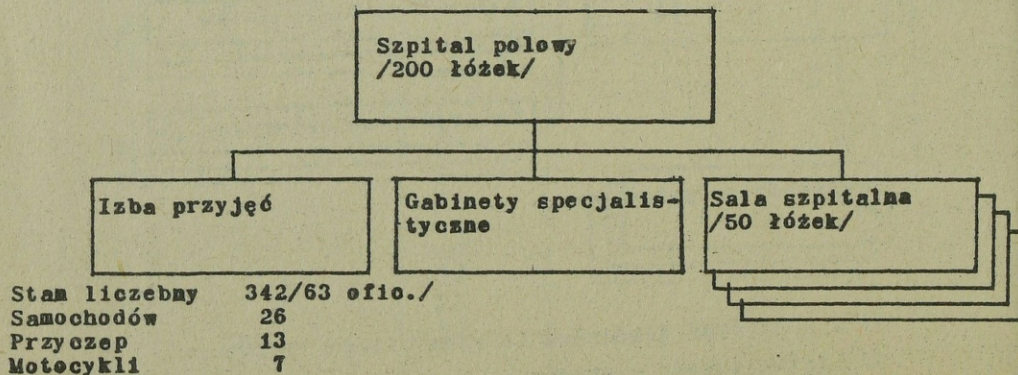 Szpital polowy
/200 łóżek/
Izba przyjęć
Gabinety specjalis-
tyczne
Sala szpitalna
/50 łóżek/
Stan liczebny 342/63 ofic./
Samochodów 26
Przyczep 13
Motocykli 7